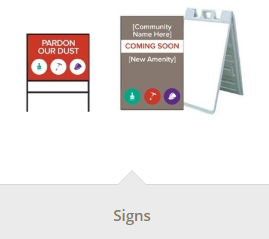 PARDON
OUR DUST
[Community
Name Here]
COMING SOON
[New Amenity]
Signs